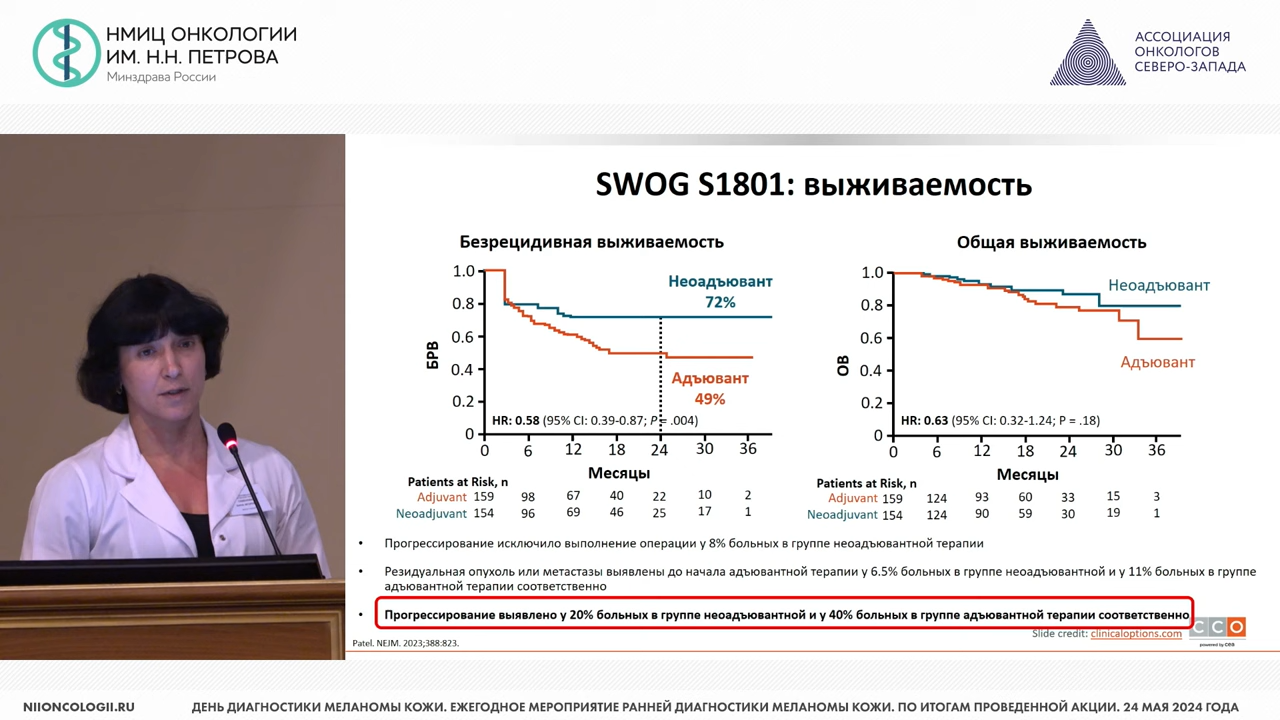 НМИЦ ОНКОЛОГИИ
ИМ. Н.Н. ПЕТРОВА
Минздрава России
АССОЦИАЦИЯ
ОНКОЛОГОВ
СЕВЕРО-ЗАПАДА
SWOG S1801: выживаемость
Безрецидивная выживаемость
БРВ
1.0
0.8
0.6
0.4
0.2
0
Неоадъювант
72%
Адъювант
49%
HR: 0.58 (95% CI: 0.39-0.87; P = .004)
0 6 12 18 24 30 36
Месяцы
Patients at Risk, n
Adjuvant 159 98 67 40 22 10 2
Neoadjuvant 154 96 69 46 25 17 1
Общая выживаемость
ОВ
1.0
0.8
0.6
0.4
0.2
0
Неоадъювант
Адъювант
HR: 0.63 (95% CI: 0.32-1.24; P = .18)
0 6 12 18 24 30 36
Месяцы
Patients at Risk, n
Adjuvant 159 124 93 60 33 15 3
Neoadjuvant 154 124 90 59 30 19 1
• Прогрессирование исключило выполнение операции у 8% больных в группе неоадъювантной терапии
• Резидуальная опухоль или метастазы выявлены до начала адъювантной терапии у 6.5% больных в группе неоадъювантной и у 11% больных в группе
адъювантной терапии соответственно
• Прогрессирование выявлено у 20% больных в группе неоадъювантной и у 40% больных в группе адъювантной терапии соответственно
Slide credit: clinicaloptions.com
CCO
powered by CEA
Patel. NEJM. 2023;388:823.
NIIONCOLOGII.RU
ДЕНЬ ДИАГНОСТИКИ МЕЛАНОМЫ КОЖИ. ЕЖЕГОДНОЕ МЕРОПРИЯТИЕ РАННЕЙ ДИАГНОСТИКИ МЕЛАНОМЫ КОЖИ. ПО ИТОГАМ ПРОВЕДЕННОЙ АКЦИИ. 24 МАЯ 2024 ГОДА